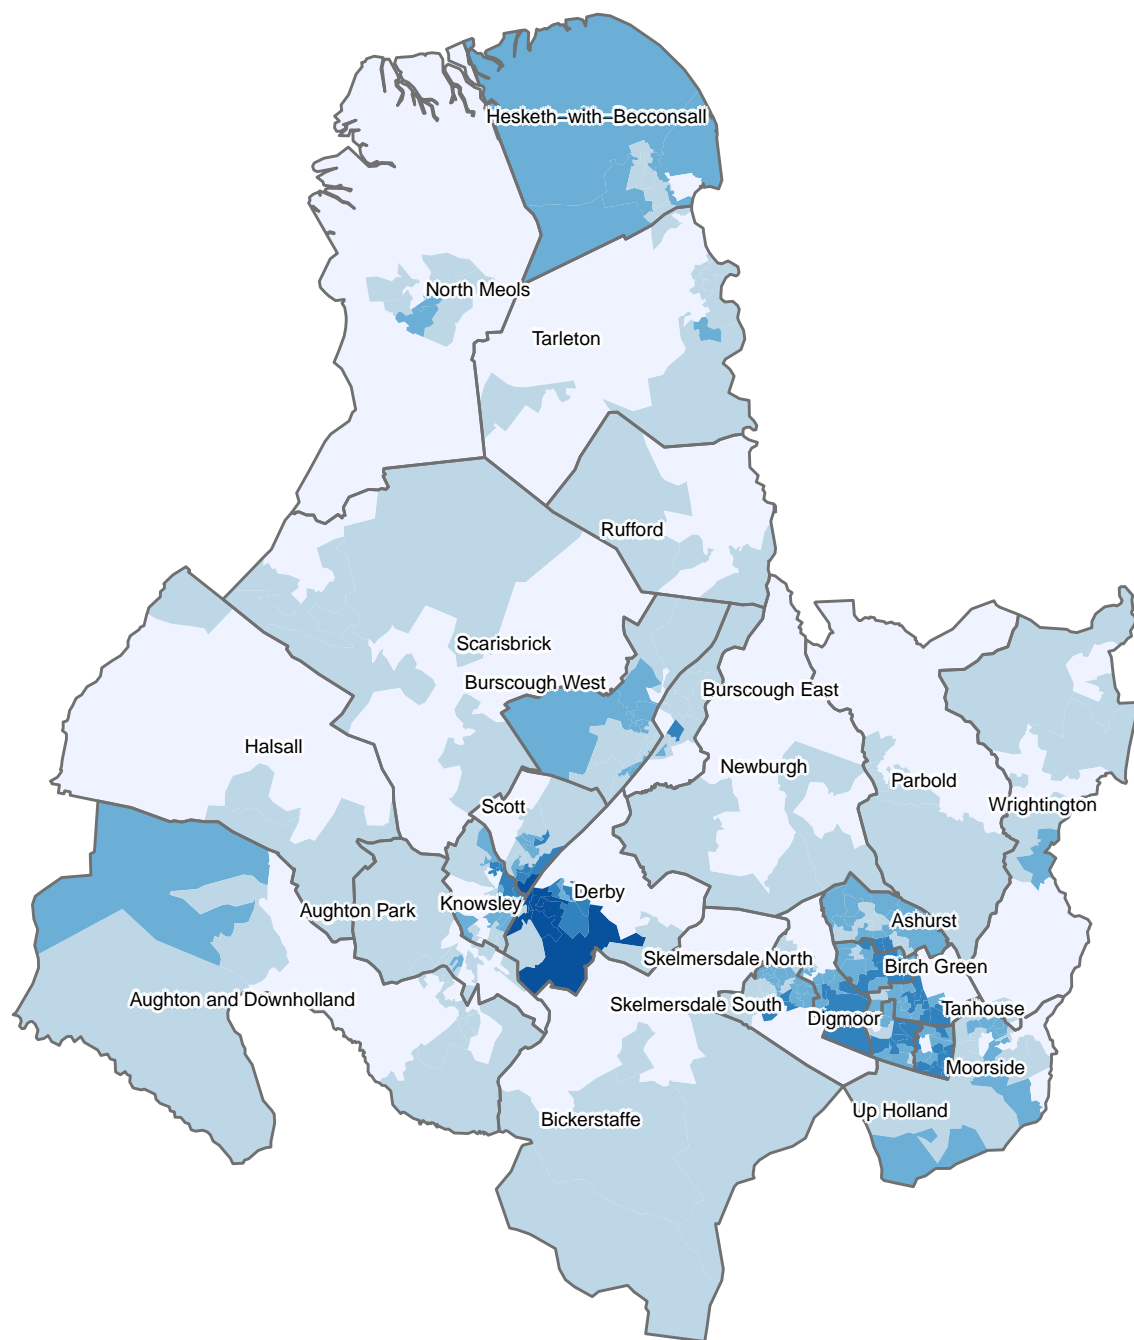 Hesketh-with-Becconsall
North Meols
Tarleton
Rufford
Scarisbrick
Burscough West
Burscough East
Halsall
Newburgh
Parbold
Scott
Wrightington
Derby
Knowsley
Aughton Park
Ashurst
Skelmersdale North
Birch Green
Aughton and Downholland
Skelmersdale South
Digmoor
Tanhouse
Moorside
Up Holland
Bickerstaffe